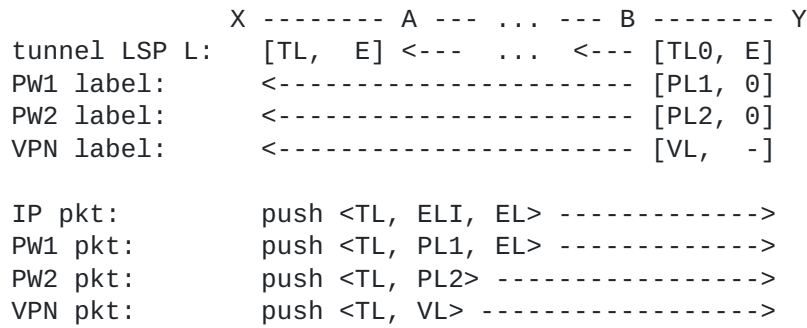 X -------- A --- ... --- B -------- Y
tunnel LSP L: [TL, E] <--- ... <--- [TL0, E]
PW1 label: <----------------------- [PL1, 0]
PW2 label: <----------------------- [PL2, 0]
VPN label: <----------------------- [VL, -]
IP pkt: push <TL, ELI, EL> ------------->
PW1 pkt: push <TL, PL1, EL> ------------->
PW2 pkt: push <TL, PL2> ----------------->
VPN pkt: push <TL, VL> ------------------>